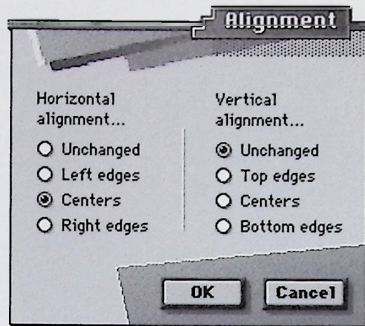 Alignment
Horizontal
alignment...
Unchanged
Left edges
Centers
Right edges
Vertical
alignment...
Unchanged
Top edges
Centers
Bottom edges
OK
Cancel